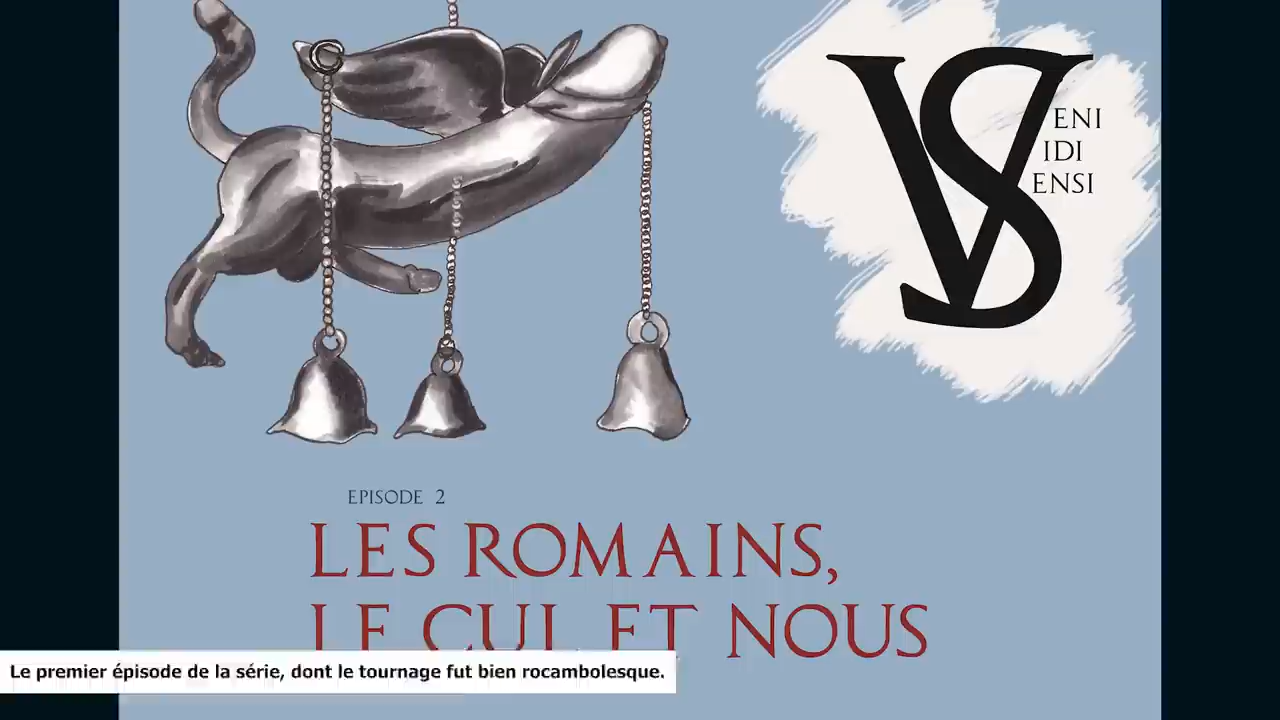 VS
ENI
IDI
ENSI
EPISODE 2
LES ROMAINS,
LE CUL ET NOUS
Le premier épisode de la série, dont le tournage fut bien rocambolesque.